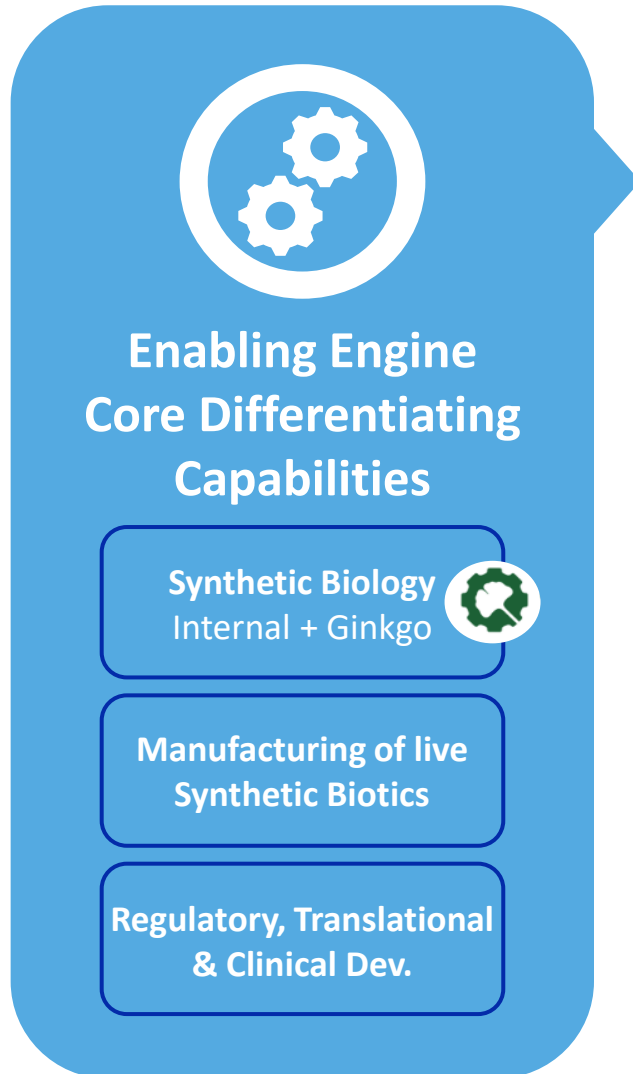 Enabling Engine
Core Differentiating
Capabilities
Synthetic Biology
Internal + Ginkgo
Manufacturing of live
Synthetic Biotics
Regulatory, Translational
& Clinical Dev.